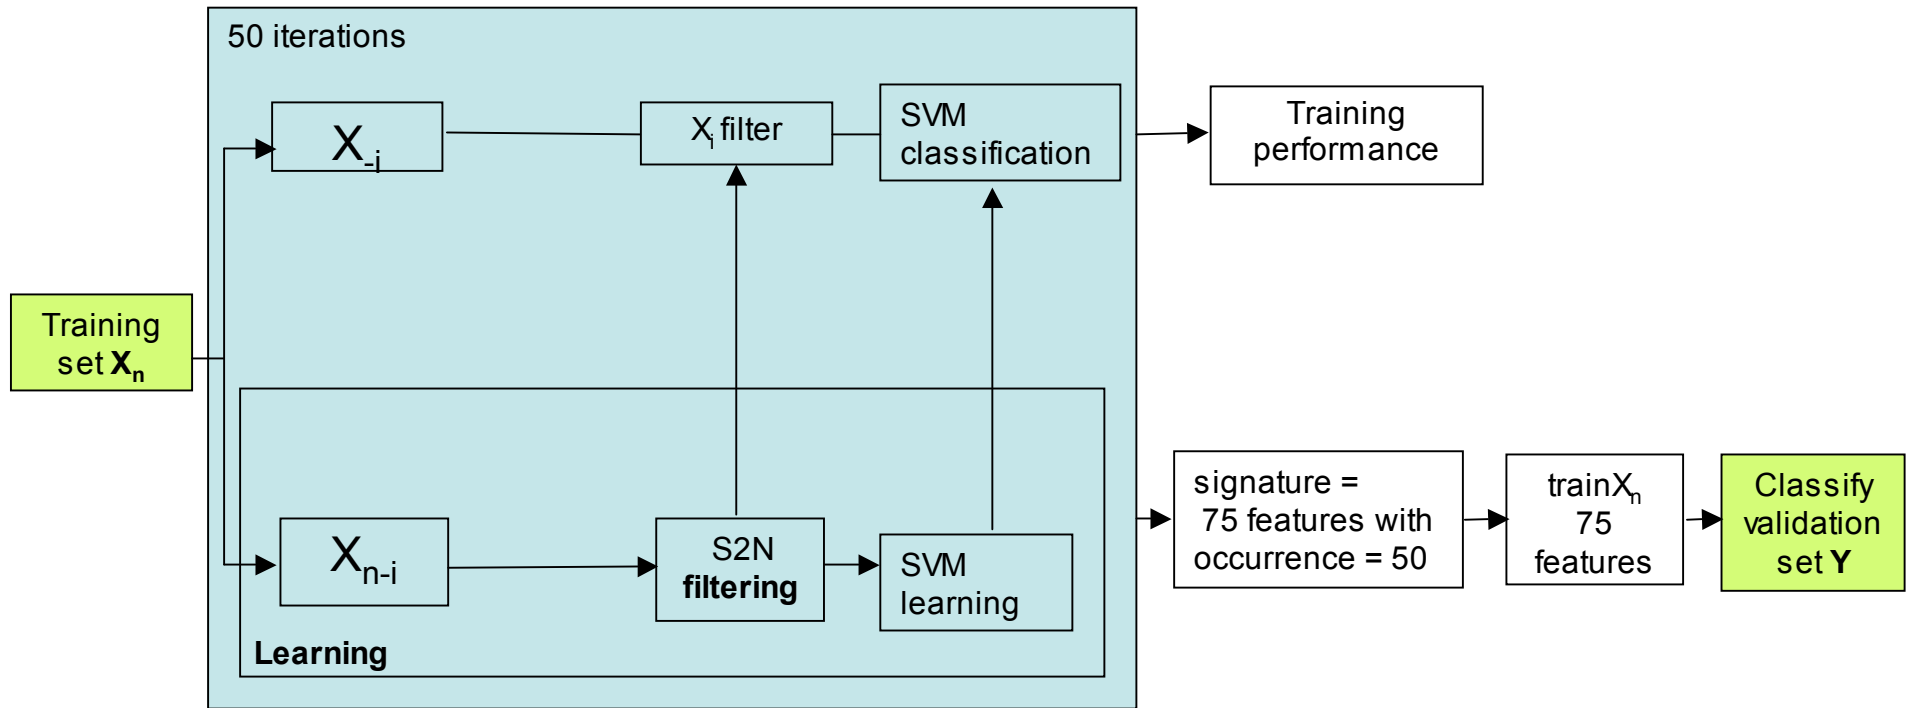 50 iterations
X-i
Xi filter
SVM
classification
Training
performance
Training
set Xn
Xn-i
S2N
filtering
SVM
learning
Learning
signature =
75 features with
occurrence = 50
trainXn
75
features
Classify
validation
set Y